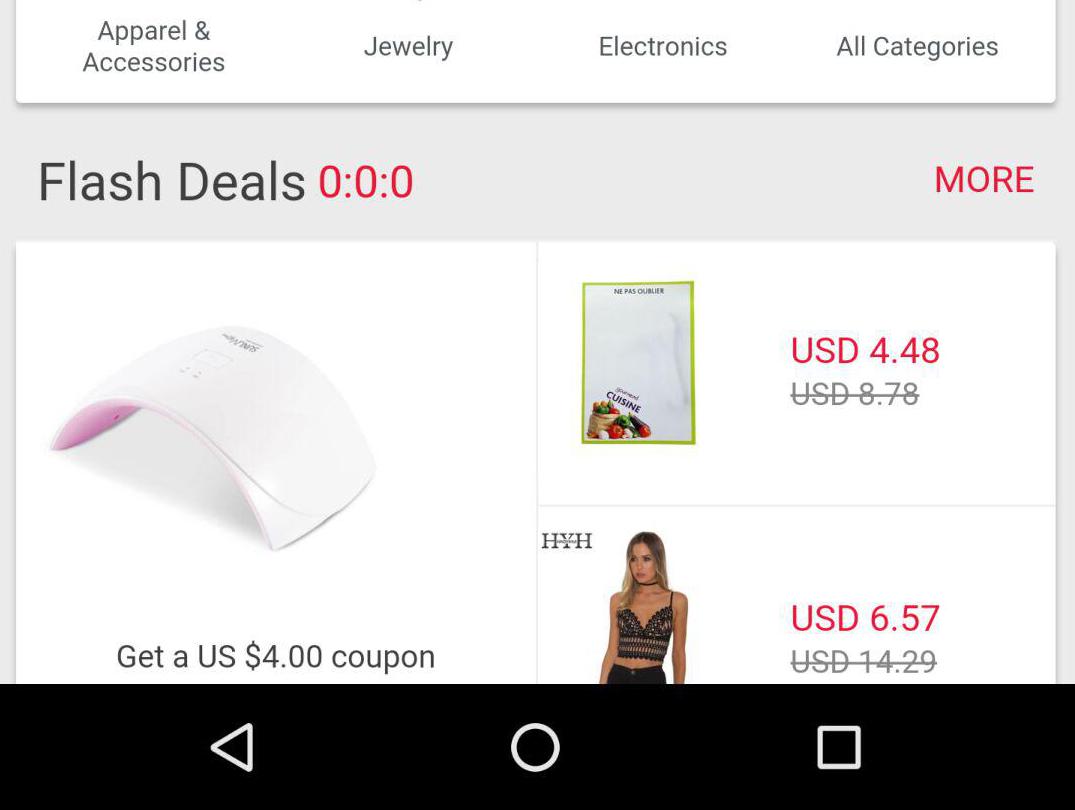 Apparel &
Accessories
Jewelry
Electronics
All Categories
Flash Deals 0:0:0
MORE
NE PAS OUBLIER
CUISINE
USD 4.48
USD 8.78
Get a US $4.00 coupon
HYH
USD 6.57
USD 14.29